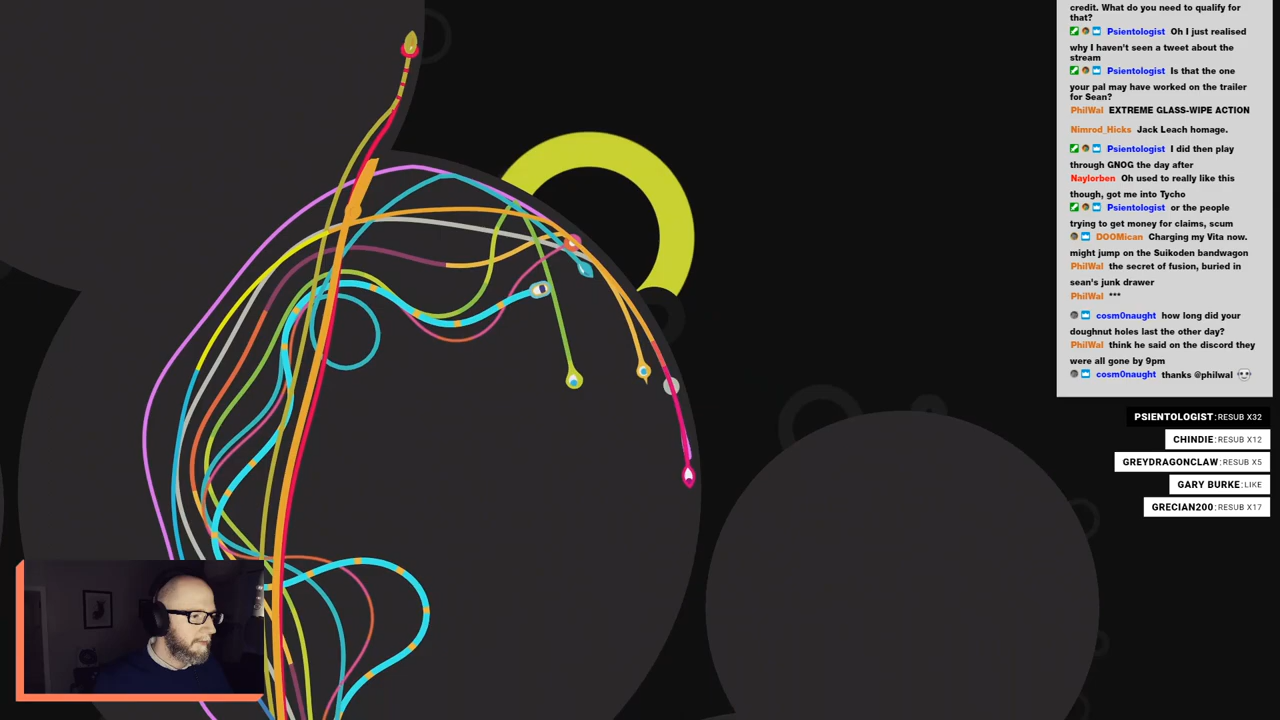 credit. What do you need to qualify for
that?
Psientologist Oh I just realised
why I haven't seen a tweet about the
stream
Psientologist Is that the one
your pal may have worked on the trailer
for Sean?
PhilWal EXTREME GLASS-WIPE ACTION
Nimrod_Hicks Jack Leach homage.
Psientologist I did then play
through GNOG the day after
Naylorben Oh used to really like this
though, got me into Tycho
Psientologist or the people
trying to get money for claims, scum
DOOMican Charging my Vita now.
might jump on the Suikoden bandwagon
PhilWal the secret of fusion, buried in
sean's junk drawer
PhilWal ***
cosm0naught how long did your
doughnut holes last the other day?
PhilWal think he said on the discord they
were all gone by 9pm
cosm0naught thanks @philwal
PSIENTOLOGIST: RESUB X32
CHINDIE: RESUB X12
GREYDRAGONCLAW: RESUB X5
GARY BURKE: LIKE
GRECIAN200: RESUB X17